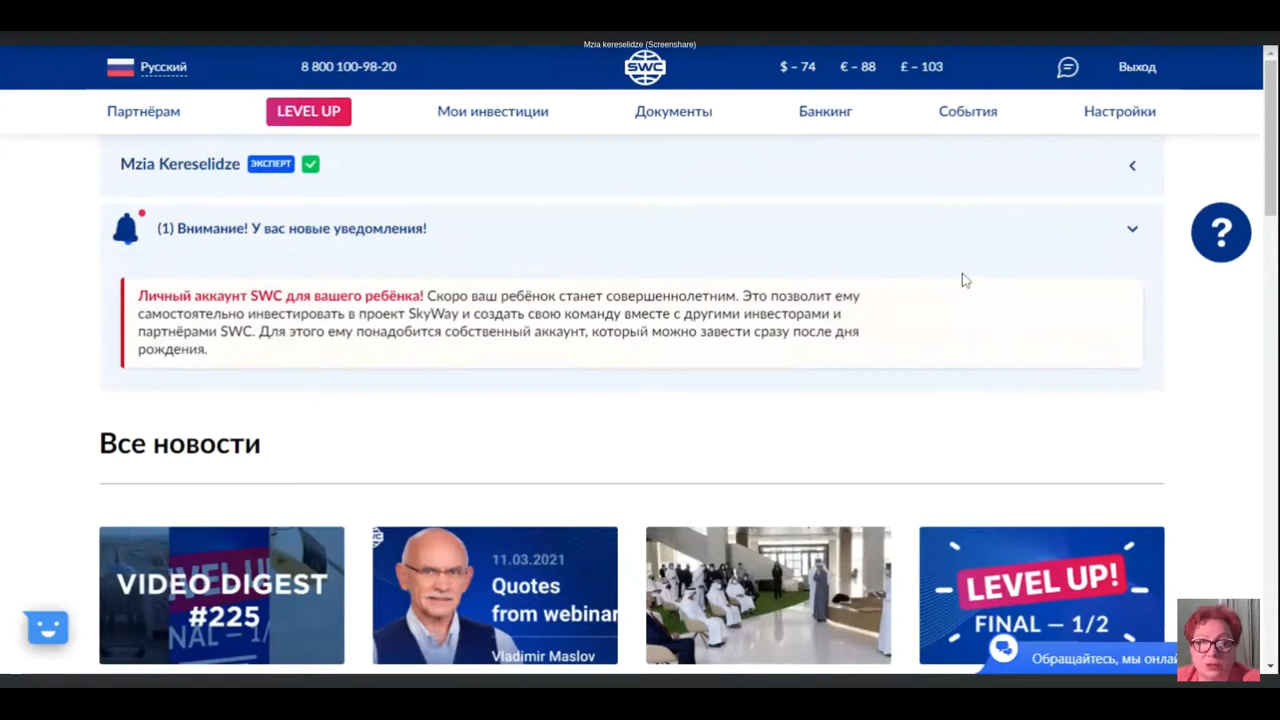 Mzia kereselidze (Screenshare)
Русский
8 800 100-98-20
SWC
$ – 74
€ – 88
£ – 103
Выход
Партнёрам
LEVEL UP
Мои инвестиции
Документы
Банкинг
События
Настройки
Mzia Kereselidze
ЭКСПЕРТ
(1) Внимание! У вас новые уведомления!
?
Личный аккаунт SWC для вашего ребёнка! Скоро ваш ребёнок станет совершеннолетним. Это позволит ему
самостоятельно инвестировать в проект SkyWay и создать свою команду вместе с другими инвесторами и
партнёрами SWC. Для этого ему понадобится собственный аккаунт, который можно завести сразу после дня
рождения.
Все новости
VIDEO DIGEST
#225
11.03.2021
Quotes
from webinar
Vladimir Maslov
LEVEL UP!
FINAL – 1/2
Обращайтесь, мы онлай